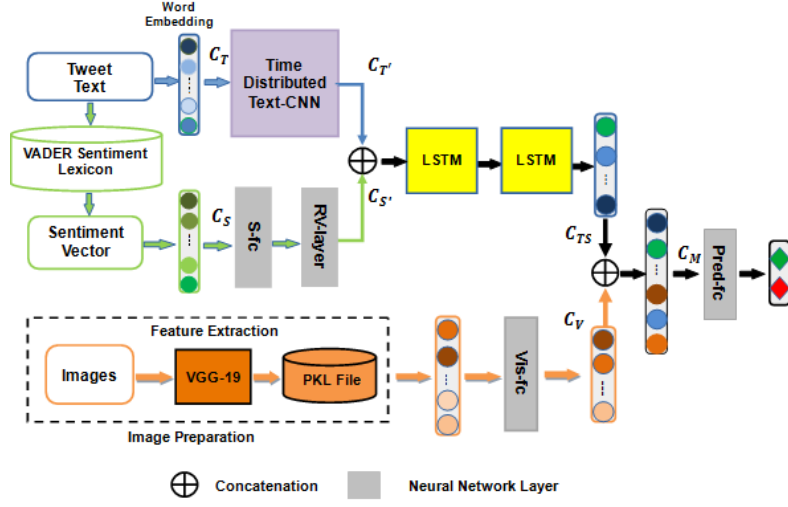 Word
Embedding
Tweet
Text
C_T
Time
Distributed
Text-CNN
C_T'
VADER Sentiment
Lexicon
LSTM
LSTM
Sentiment
Vector
C_S
S-fc
RV-layer
C_S'
C_TS
C_M
Pred-fc
Feature Extraction
Images
VGG-19
PKL File
Vis-fc
C_V
Image Preparation
Concatenation
Neural Network Layer